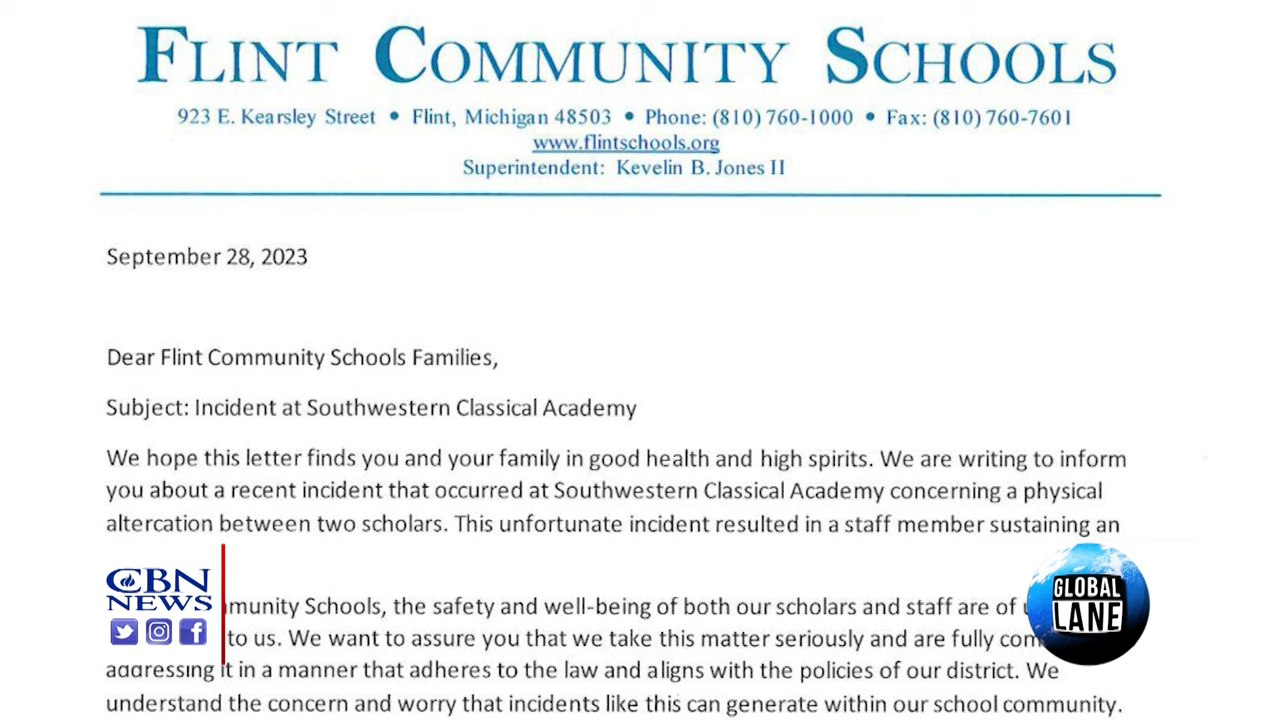 FLINT COMMUNITY SCHOOLS
923 E. Kearsley Street • Flint, Michigan 48503 • Phone: (810) 760-1000 • Fax: (810) 760-7601
www.flintschools.org
Superintendent: Kevelin B. Jones II
September 28, 2023
Dear Flint Community Schools Families,
Subject: Incident at Southwestern Classical Academy
We hope this letter finds you and your family in good health and high spirits. We are writing to inform
you about a recent incident that occurred at Southwestern Classical Academy concerning a physical
altercation between two scholars. This unfortunate incident resulted in a staff member sustaining an
Schools, the safety and well-being of both our scholars and staff are of
to us. We want to assure you that we take this matter seriously and are fully
addressing it in a manner that adheres to the law and aligns with the policies of our district. We
understand the concern and worry that incidents like this can generate within our school community.
CBN
NEWS
GLOBAL
LANE